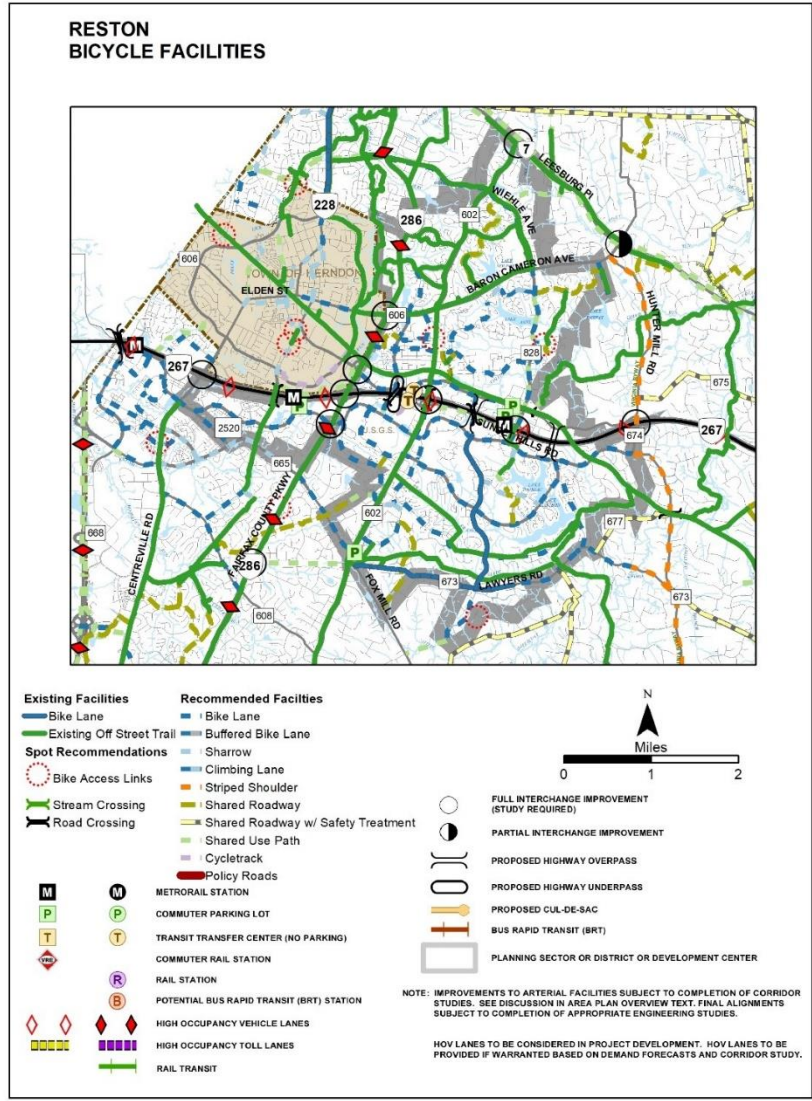 RESTON
BICYCLE FACILITIES
7
LEESBURG PI
WIEHLE AVE
228
286
602
606
TOWN OF HERNDON
BARON CAMERON AVE
ELDEN ST
606
HUNTER MILL RD
828
M
267
675
P
M
P
T
T
P
M
SUNSET HILLS RD
674
267
2520
U.S.G.S.
665
602
677
668
CENTREVILLE RD
FAIRFAX COUNTY PKWY
286
P
FOX MILL RD
673
LAWYERS RD
673
608
Existing Facilities
Bike Lane
Existing Off Street Trail
Spot Recommendations
Bike Access Links
Stream Crossing
Road Crossing
Recommended Facilties
Bike Lane
Buffered Bike Lane
Sharrow
Climbing Lane
Striped Shoulder
Shared Roadway
Shared Roadway w/ Safety Treatment
Shared Use Path
Cycletrack
Policy Roads
N
Miles
0 1 2
M M METRORAIL STATION
P P COMMUTER PARKING LOT
T T TRANSIT TRANSFER CENTER (NO PARKING)
VRE COMMUTER RAIL STATION
R RAIL STATION
B POTENTIAL BUS RAPID TRANSIT (BRT) STATION
HIGH OCCUPANCY VEHICLE LANES
HIGH OCCUPANCY TOLL LANES
RAIL TRANSIT
FULL INTERCHANGE IMPROVEMENT
(STUDY REQUIRED)
PARTIAL INTERCHANGE IMPROVEMENT
PROPOSED HIGHWAY OVERPASS
PROPOSED HIGHWAY UNDERPASS
PROPOSED CUL-DE-SAC
BUS RAPID TRANSIT (BRT)
PLANNING SECTOR OR DISTRICT OR DEVELOPMENT CENTER
NOTE: IMPROVEMENTS TO ARTERIAL FACILITIES SUBJECT TO COMPLETION OF CORRIDOR
STUDIES. SEE DISCUSSION IN AREA PLAN OVERVIEW TEXT. FINAL ALIGNMENTS
SUBJECT TO COMPLETION OF APPROPRIATE ENGINEERING STUDIES.
HOV LANES TO BE CONSIDERED IN PROJECT DEVELOPMENT. HOV LANES TO BE
PROVIDED IF WARRANTED BASED ON DEMAND FORECASTS AND CORRIDOR STUDY.